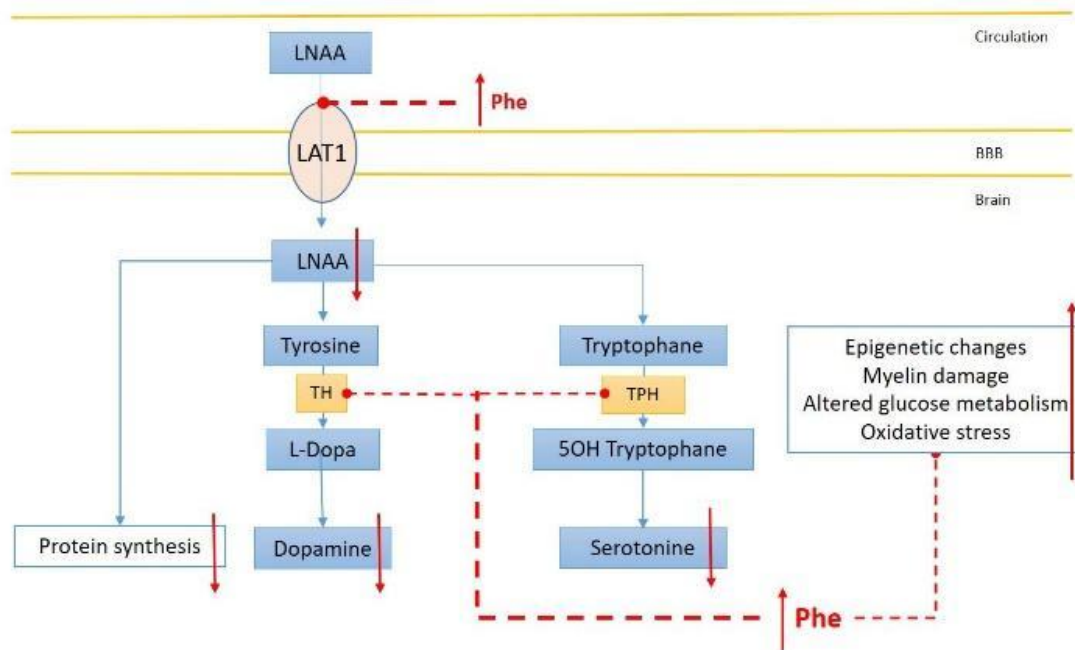 Circulation
LNAA
Phe
LAT1
BBB
Brain
LNAA
Tyrosine
Tryptophane
TH
TPH
L-Dopa
5OH Tryptophane
Epigenetic changes
Myelin damage
Altered glucose metabolism
Oxidative stress
Protein synthesis
Dopamine
Serotonine
Phe